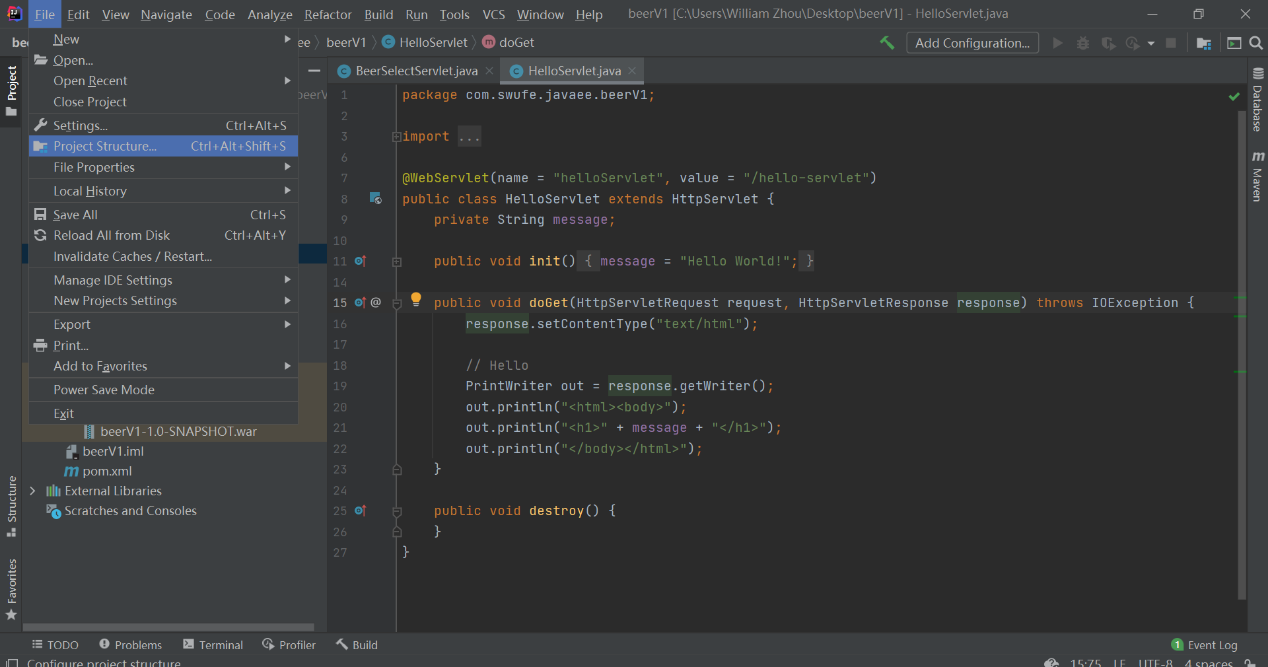 File Edit View Navigate Code Analyze Refactor Build Run Tools VCS Window Help beerV1 [C:\Users\William Zhou\Desktop\beerV1] - HelloServlet.java
beerV1 HelloServlet doGet Add Configuration...
Project
New
Open...
Open Recent
Close Project
Settings... Ctrl+Alt+S
Project Structure... Ctrl+Alt+Shift+S
File Properties
Local History
Save All Ctrl+S
Reload All from Disk Ctrl+Alt+Y
Invalidate Caches / Restart...
Manage IDE Settings
New Projects Settings
Export
Print...
Add to Favorites
Power Save Mode
Exit
beerV1-1.0-SNAPSHOT.war
beerV1.iml
pom.xml
External Libraries
Scratches and Consoles
Structure
Favorites
BeerSelectServlet.java HelloServlet.java
1 package com.swufe.javaee.beerV1;
2
3 import ...
6
7 @WebServlet(name = "helloServlet", value = "/hello-servlet")
8 public class HelloServlet extends HttpServlet {
9 private String message;
10
11 public void init() { message = "Hello World!"; }
14
15 @ public void doGet(HttpServletRequest request, HttpServletResponse response) throws IOException {
16 response.setContentType("text/html");
17
18 // Hello
19 PrintWriter out = response.getWriter();
20 out.println("<html><body>");
21 out.println("<h1>" + message + "</h1>");
22 out.println("</body></html>");
23 }
24
25 public void destroy() {
26 }
27 }
Database
m Maven
TODO Problems Terminal Profiler Build 1 Event Log
Configure project structure 15:75 LF UTF-8 4 spaces